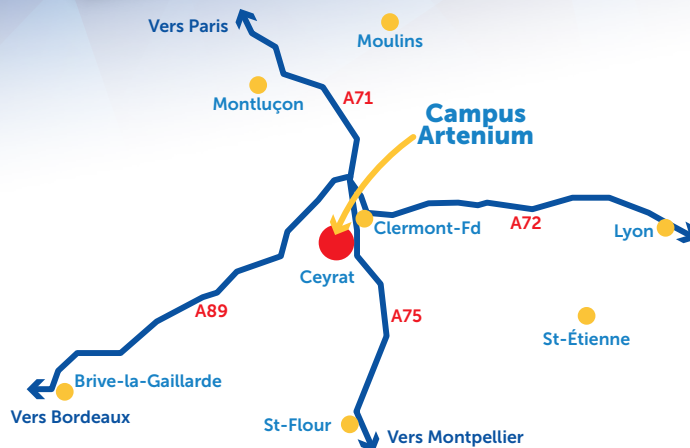 Vers Paris
Moulins
Montluçon
A71
Campus
Artenium
Clermont-Fd
A72
Lyon
Ceyrat
A89
A75
St-Étienne
Brive-la-Gaillarde
Vers Bordeaux
St-Flour
Vers Montpellier